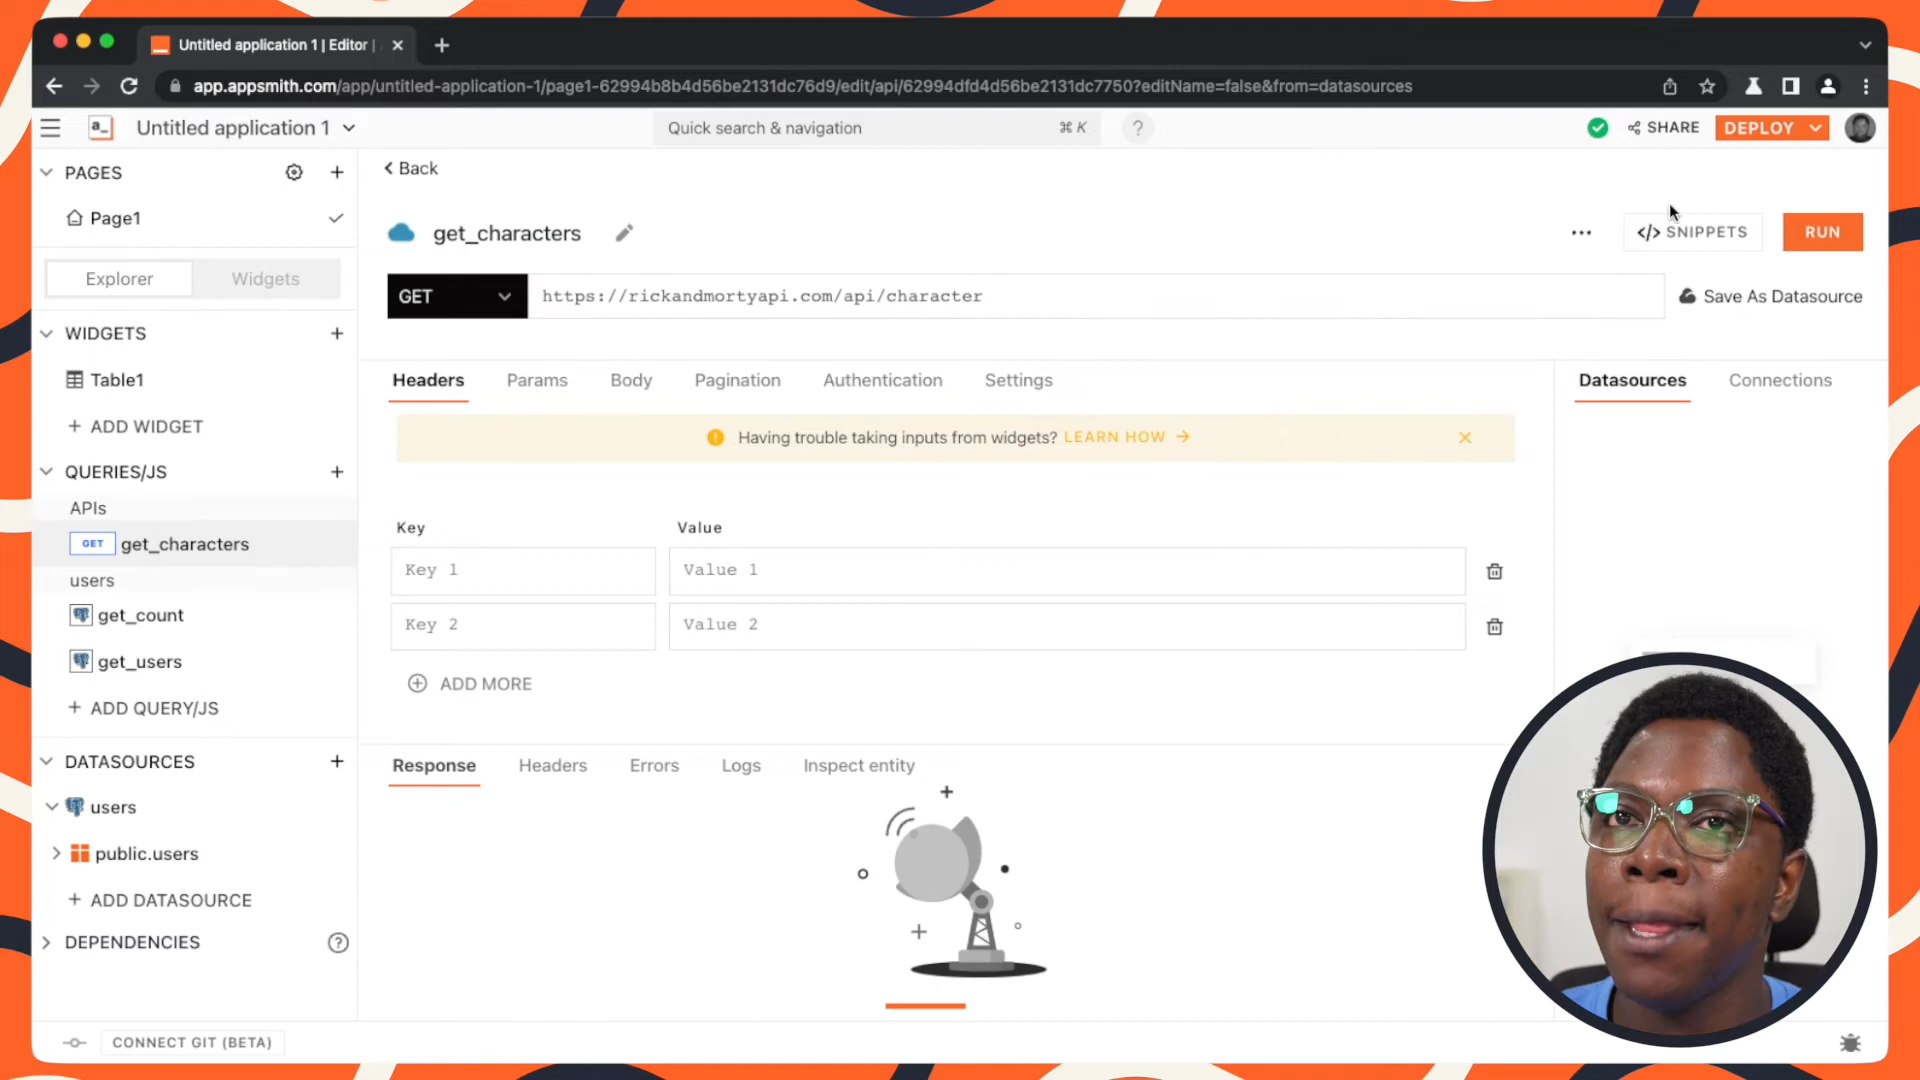 Untitled application 1 | Editor |
app.appsmith.com/app/untitled-application-1/page1-62994b8b4d56be2131dc76d9/edit/api/62994dfd4d56be2131dc7750?editName=false&from=datasources
a_
Untitled application 1
Quick search & navigation
⌘ K
?
SHARE
DEPLOY
PAGES
Page1
Explorer
Widgets
WIDGETS
Table1
+ ADD WIDGET
QUERIES/JS
APIs
GET get_characters
users
get_count
get_users
+ ADD QUERY/JS
DATASOURCES
users
public.users
+ ADD DATASOURCE
DEPENDENCIES
?
CONNECT GIT (BETA)
Back
get_characters
</> SNIPPETS
RUN
GET
https://rickandmortyapi.com/api/character
Save As Datasource
Headers
Params
Body
Pagination
Authentication
Settings
Datasources
Connections
Having trouble taking inputs from widgets? LEARN HOW
Key
Value
Key 1
Value 1
Key 2
Value 2
ADD MORE
Response
Headers
Errors
Logs
Inspect entity